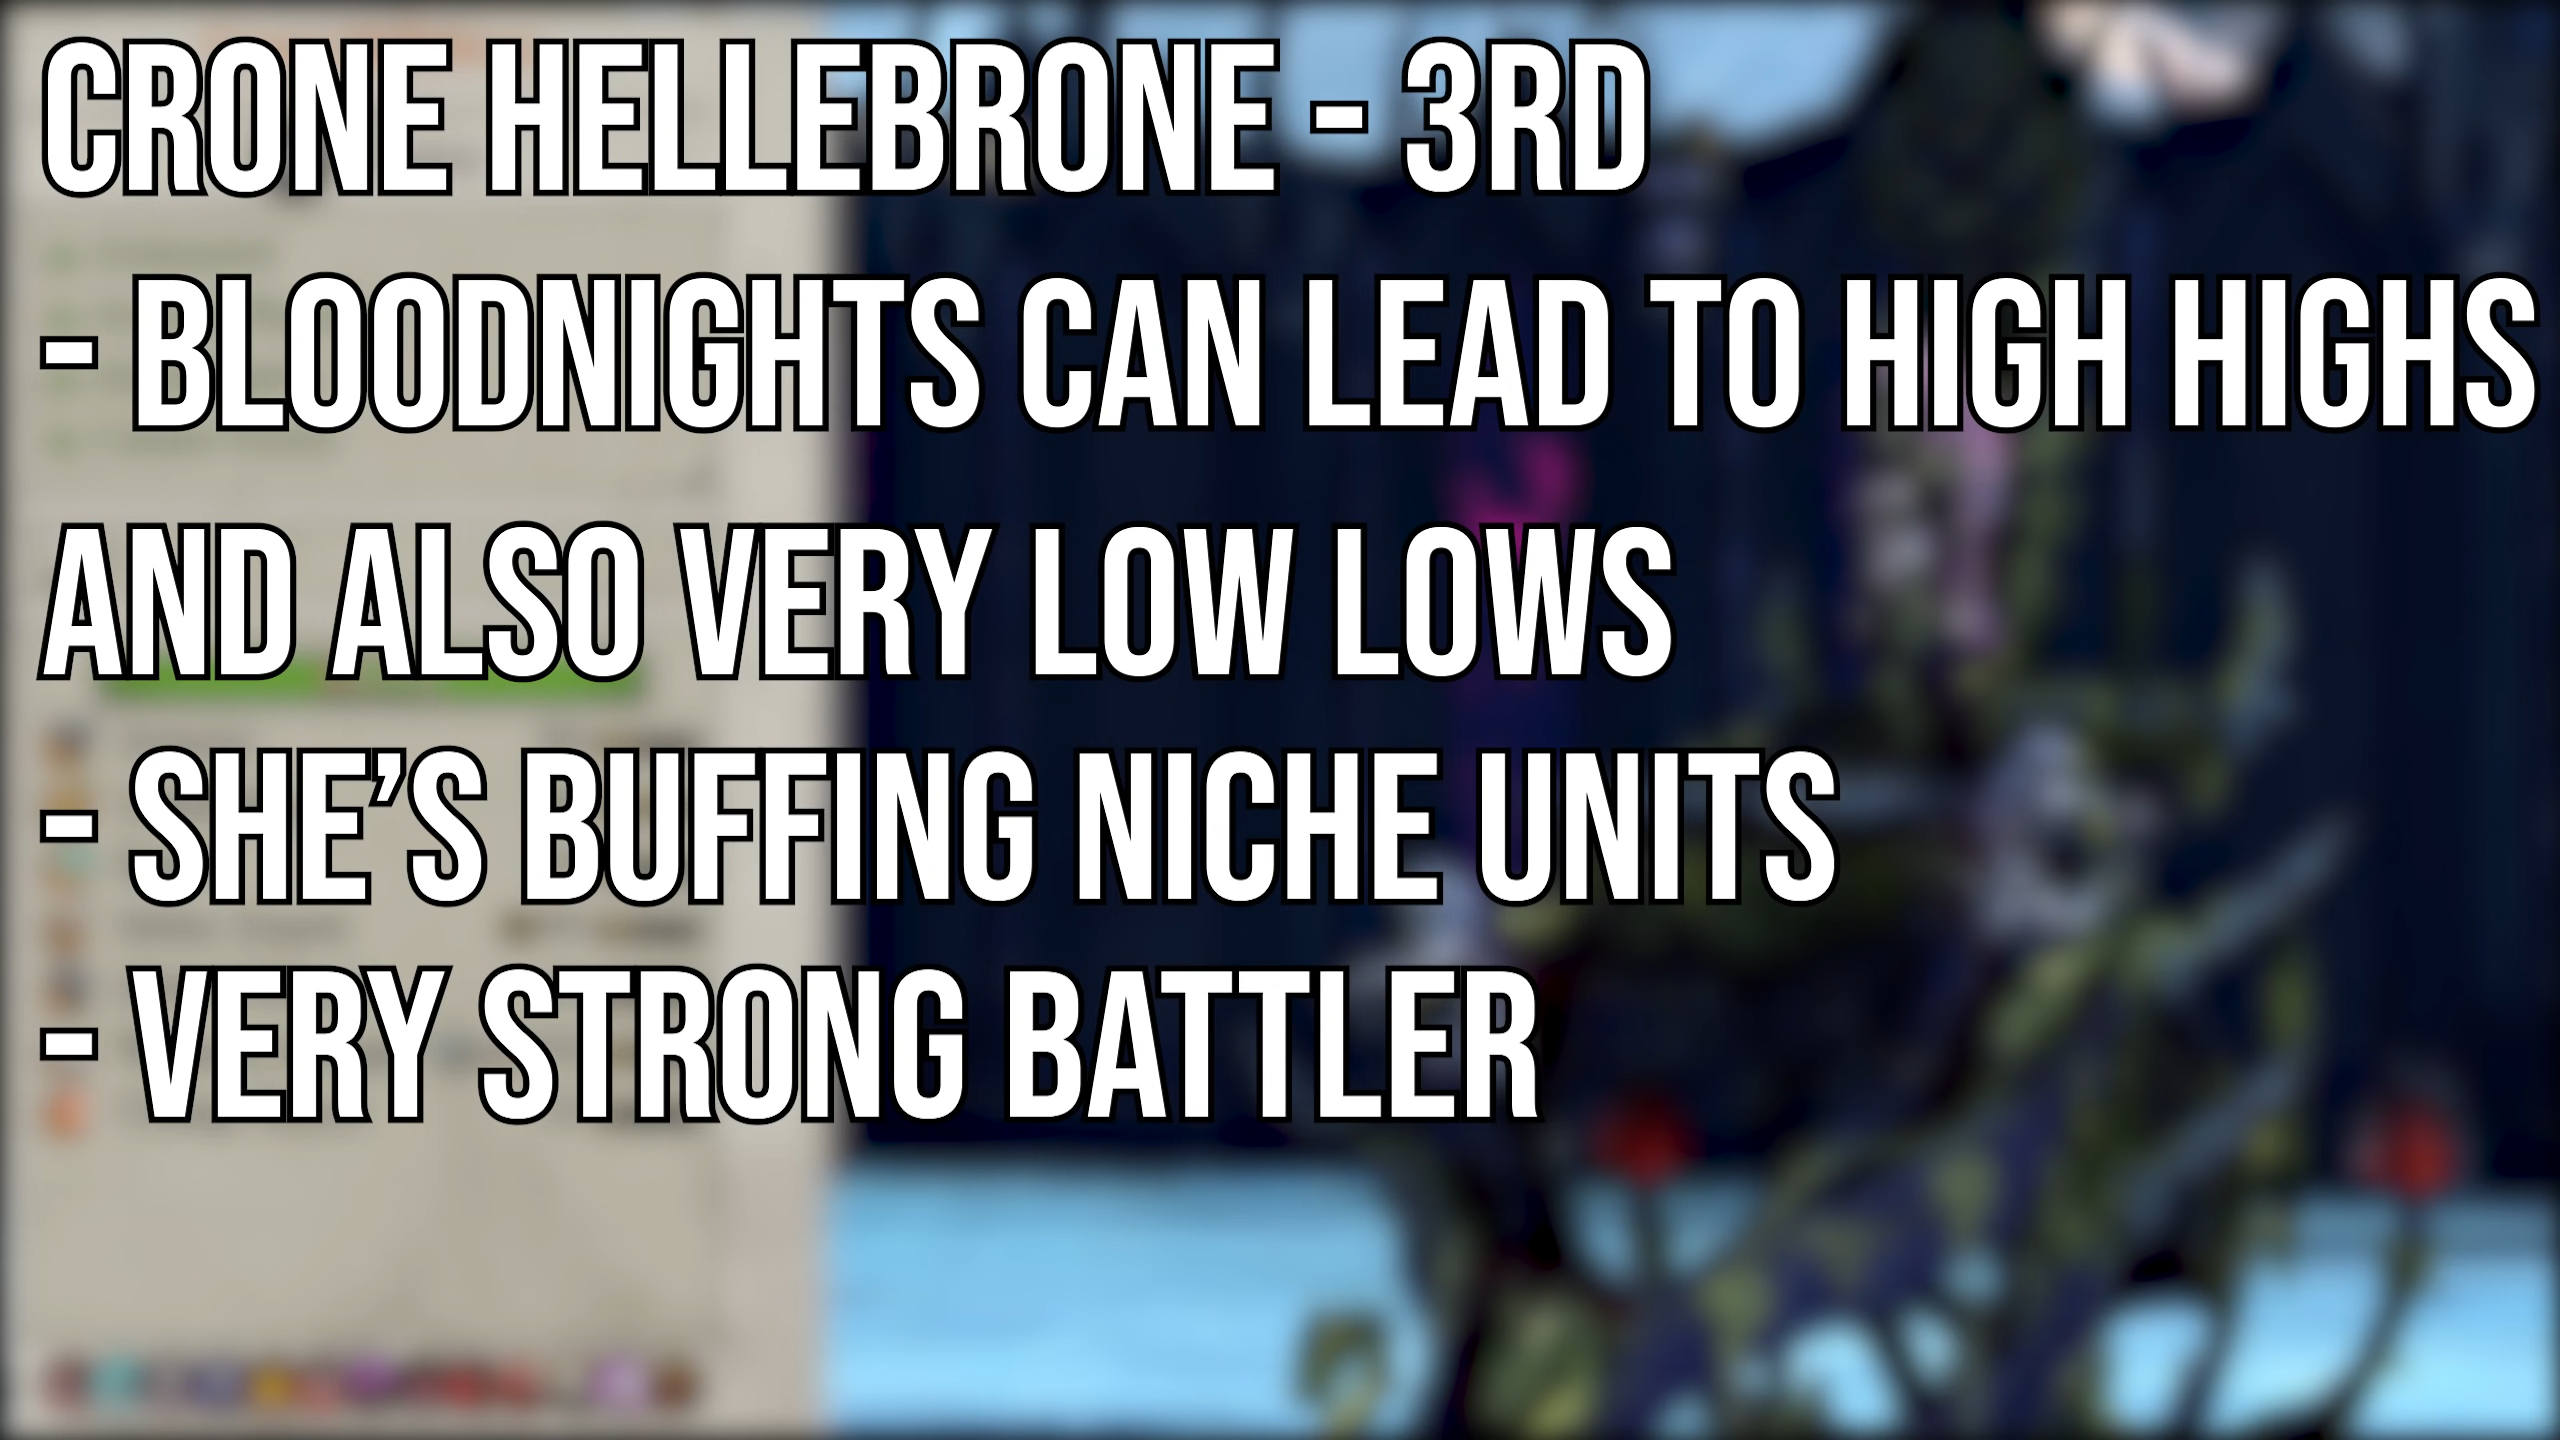 CRONE HELLEBRONE - 3RD
- BLOODNIGHTS CAN LEAD TO HIGH HIGHS
AND ALSO VERY LOW LOWS
- SHE'S BUFFING NICHE UNITS
- VERY STRONG BATTLER